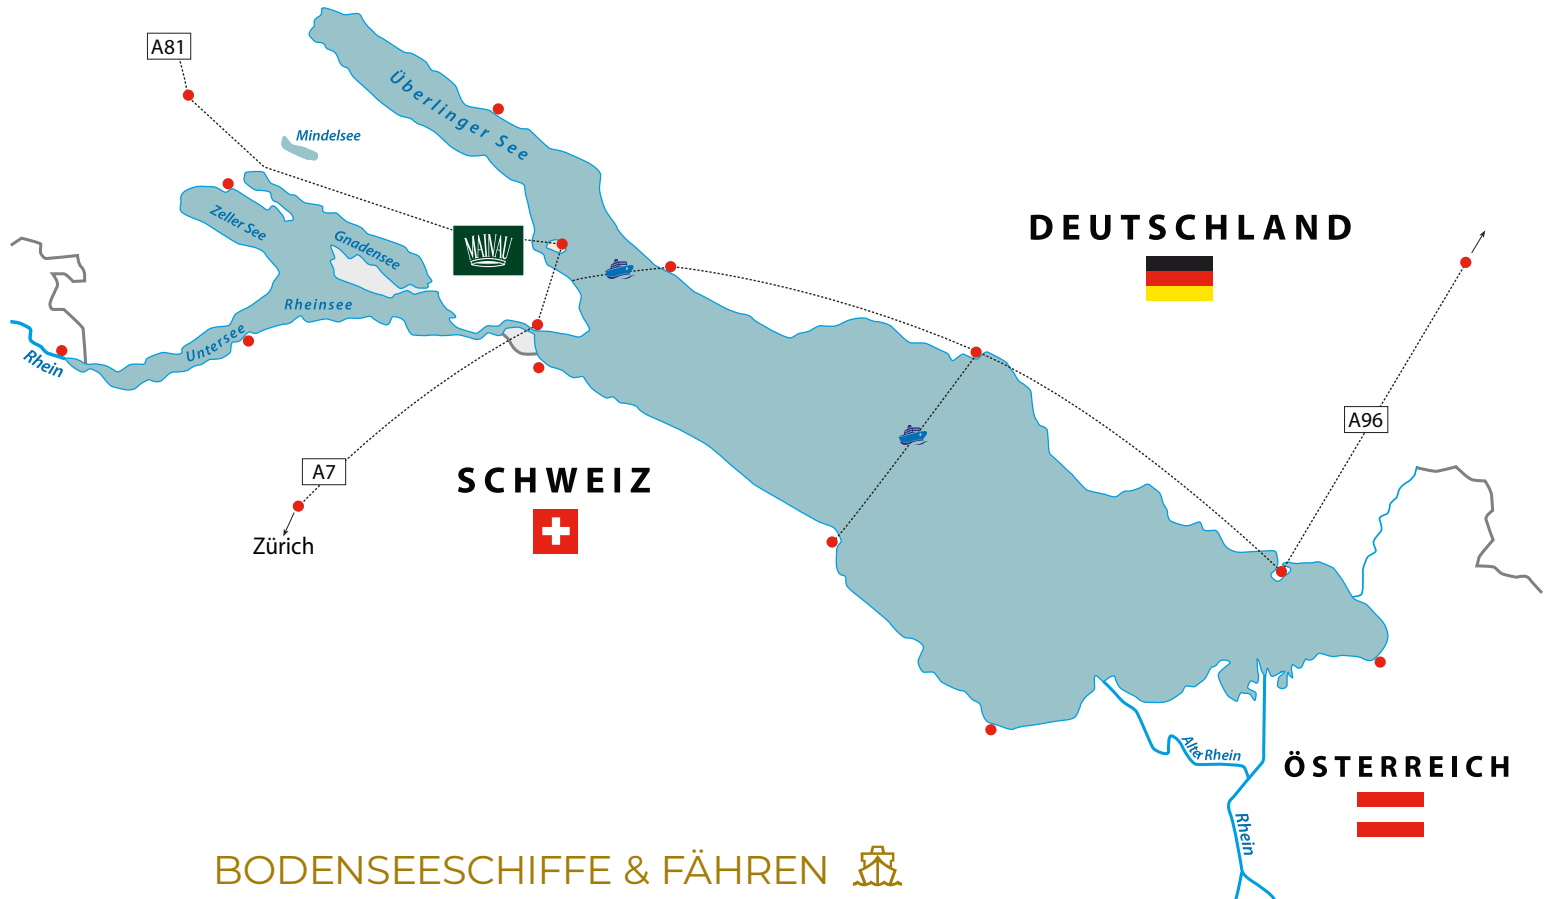 A81
Überlinger See
Mindelsee
Zeller See
Gnadensee
MAINAU
DEUTSCHLAND
Rheinsee
Untersee
Rhein
A96
A7
SCHWEIZ
Zürich
Alter Rhein
ÖSTERREICH
Rhein
BODENSEESCHIFFE & FÄHREN